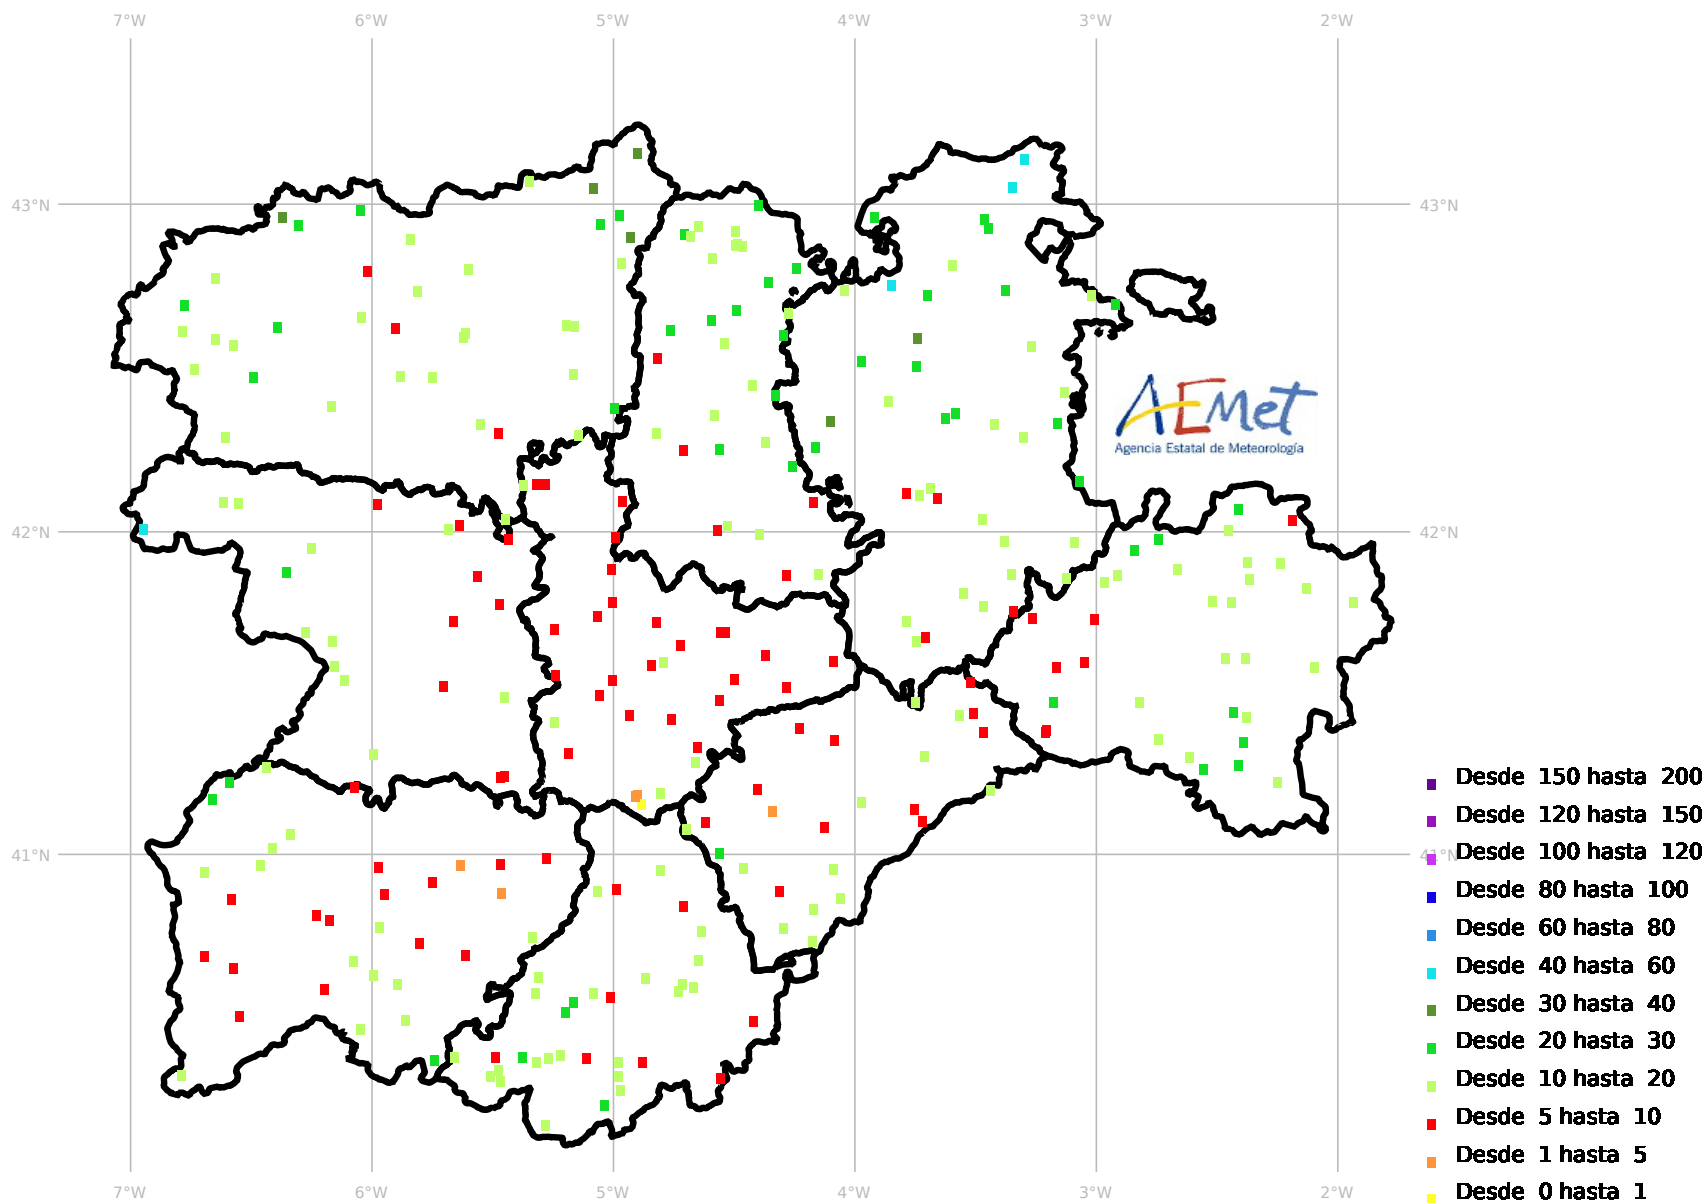 7°W 6°W 5°W 4°W 3°W 2°W
43°N 43°N
AEMet
Agencia Estatal de Meteorología
42°N 42°N
Desde 150 hasta 200
Desde 120 hasta 150
41°N 41°N
Desde 100 hasta 120
Desde 80 hasta 100
Desde 60 hasta 80
Desde 40 hasta 60
Desde 30 hasta 40
Desde 20 hasta 30
Desde 10 hasta 20
Desde 5 hasta 10
Desde 1 hasta 5
Desde 0 hasta 1
7°W 6°W 5°W 4°W 3°W 2°W